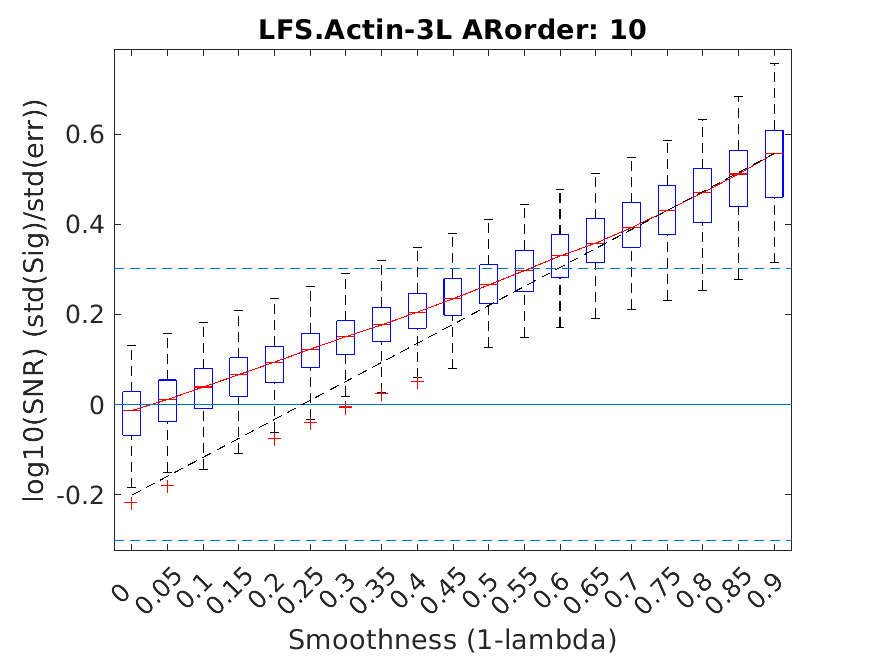 LFS.Actin-3L ARorder: 10
log10(SNR) (std(Sig)/std(err))
0.6
0.4
0.2
0
-0.2
0 0.05 0.1 0.15 0.2 0.25 0.3 0.35 0.4 0.45 0.5 0.55 0.6 0.65 0.7 0.75 0.8 0.85 0.9
Smoothness (1-lambda)